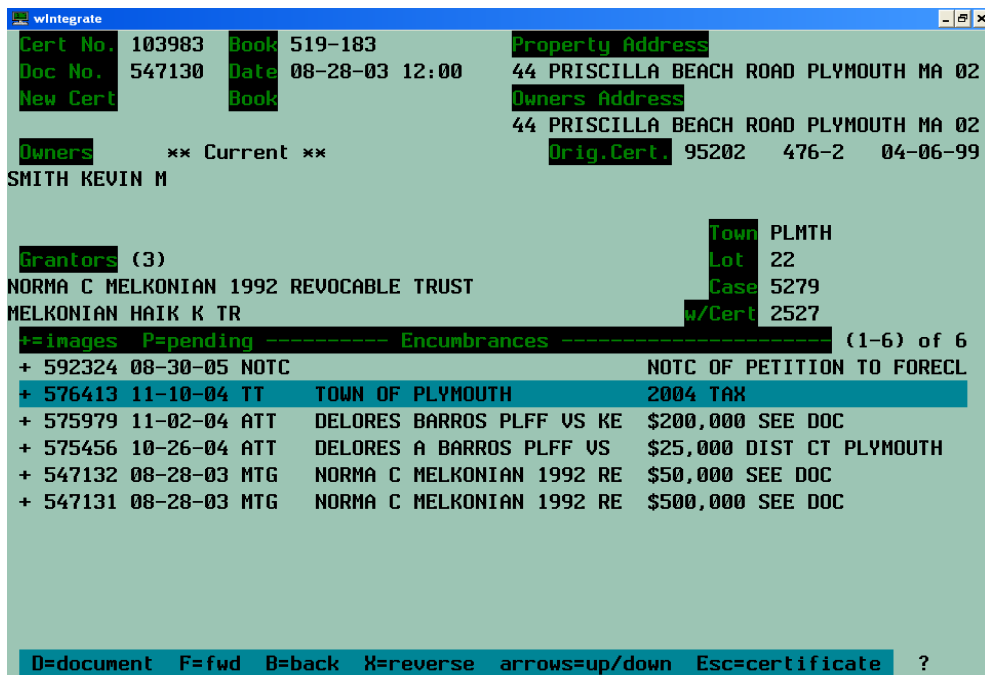 wIntegrate
Cert No. 103983 Book 519-183 Property Address
Doc No. 547130 Date 08-28-03 12:00 44 PRISCILLA BEACH ROAD PLYMOUTH MA 02
New Cert Book Owners Address
44 PRISCILLA BEACH ROAD PLYMOUTH MA 02
Owners ** Current ** Orig.Cert. 95202 476-2 04-06-99
SMITH KEVIN M
Town PLMTH
Grantors (3) Lot 22
NORMA C MELKONIAN 1992 REVOCABLE TRUST Case 5279
MELKONIAN HAIK K TR w/Cert 2527
+=images P=pending ---------- Encumbrances ---------------------- (1-6) of 6
+ 592324 08-30-05 NOTC NOTC OF PETITION TO FORECL
+ 576413 11-10-04 TT TOWN OF PLYMOUTH 2004 TAX
+ 575979 11-02-04 ATT DELORES BARROS PLFF VS KE $200,000 SEE DOC
+ 575456 10-26-04 ATT DELORES A BARROS PLFF VS $25,000 DIST CT PLYMOUTH
+ 547132 08-28-03 MTG NORMA C MELKONIAN 1992 RE $50,000 SEE DOC
+ 547131 08-28-03 MTG NORMA C MELKONIAN 1992 RE $500,000 SEE DOC
D=document F=fwd B=back X=reverse arrows=up/down Esc=certificate ?